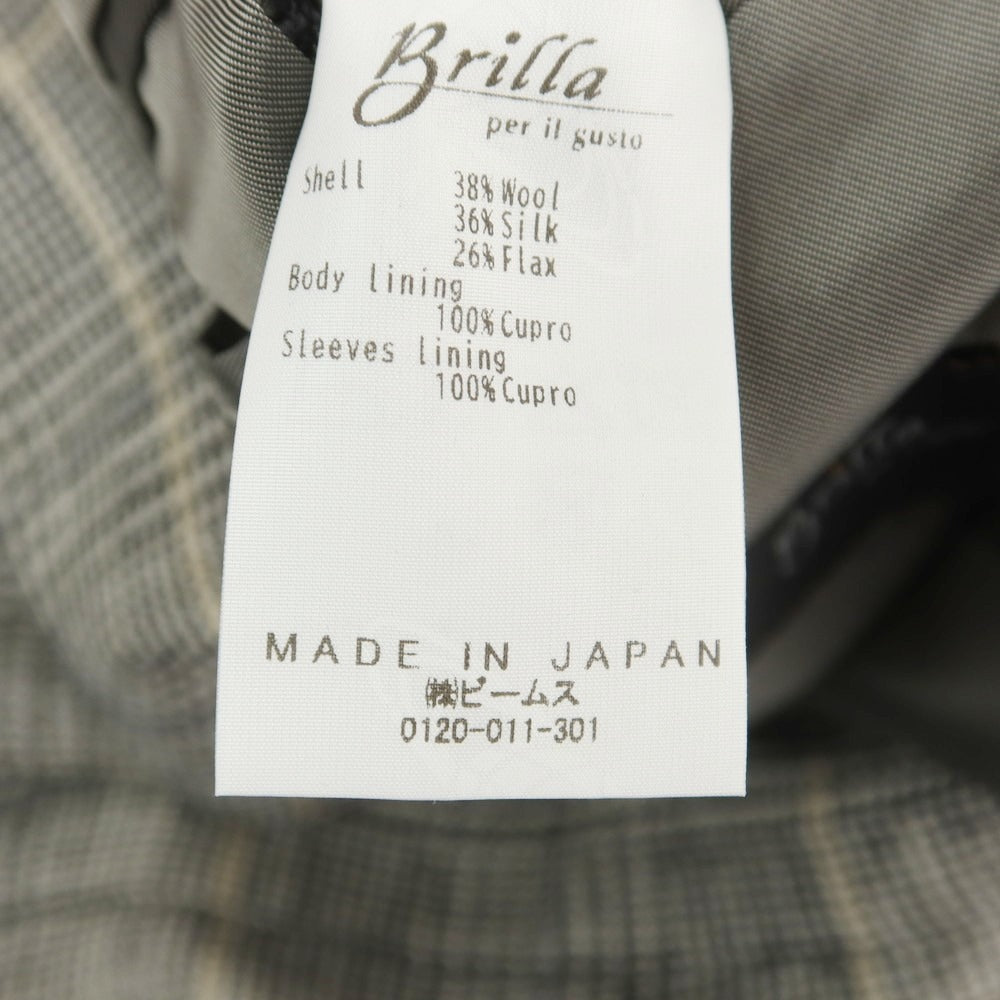 Brilla
per il gusto
Shell 38% Wool
36% Silk
26% Flax
Body lining
100% Cupro
Sleeves lining
100% Cupro
MADE IN JAPAN
㈱ビームス
0120-011-301